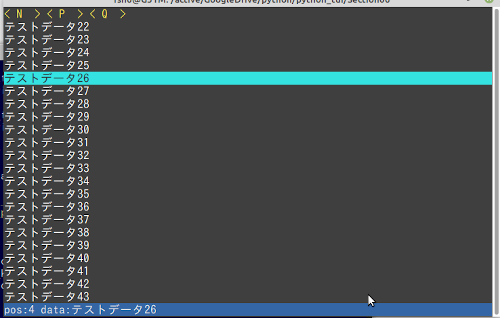 /active/GoogleDrive/python/python_tui/Section06
< N >< P >< Q >
テストデータ22
テストデータ23
テストデータ24
テストデータ25
テストデータ26
テストデータ27
テストデータ28
テストデータ29
テストデータ30
テストデータ31
テストデータ32
テストデータ33
テストデータ34
テストデータ35
テストデータ36
テストデータ37
テストデータ38
テストデータ39
テストデータ40
テストデータ41
テストデータ42
テストデータ43
pos:4 data:テストデータ26